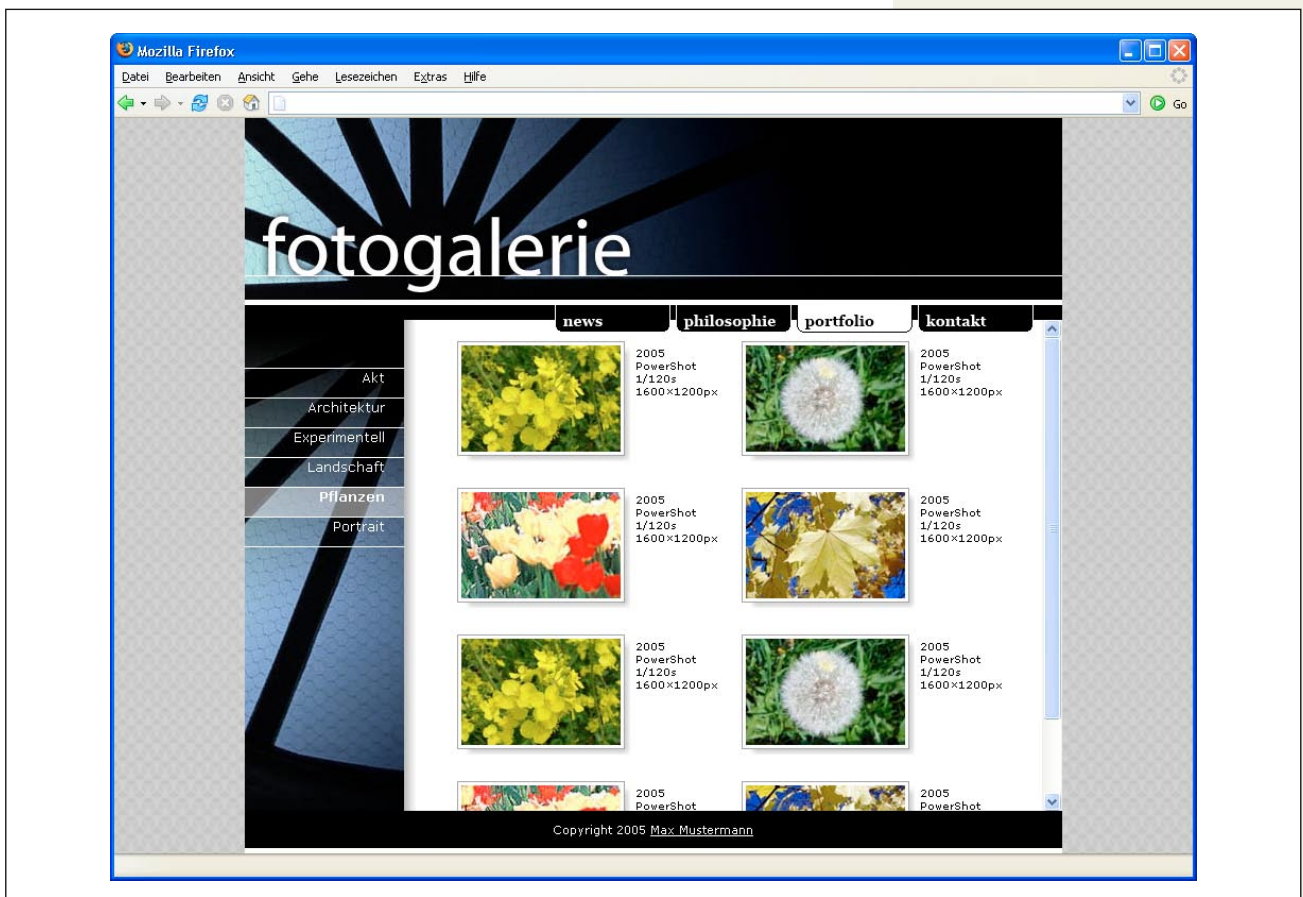 Mozilla Firefox
Datei Bearbeiten Ansicht Gehe Lesezeichen Extras Hilfe
Go
fotogalerie
news philosophie portfolio kontakt
Akt
Architektur
Experimentell
Landschaft
Pflanzen
Portrait
2005
PowerShot
1/120s
1600×1200px
2005
PowerShot
1/120s
1600×1200px
2005
PowerShot
1/120s
1600×1200px
2005
PowerShot
1/120s
1600×1200px
2005
PowerShot
1/120s
1600×1200px
2005
PowerShot
1/120s
1600×1200px
2005
PowerShot
2005
PowerShot
Copyright 2005 Max Mustermann